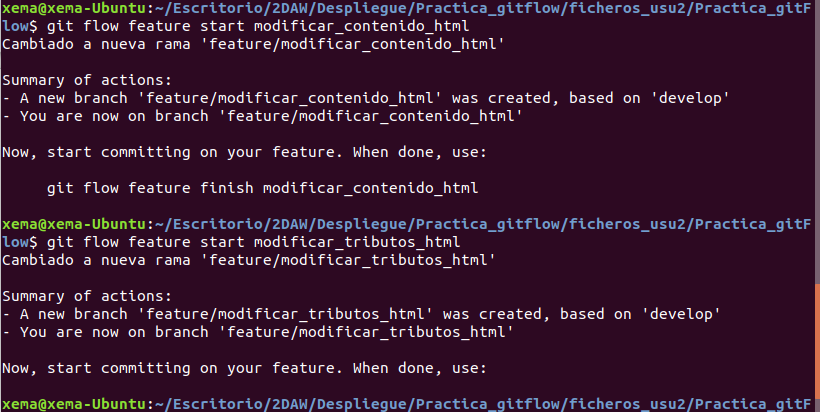 xema@xema-Ubuntu:~/Escritorio/2DAW/Despliegue/Practica_gitflow/ficheros_usu2/Practica_gitF
low$ git flow feature start modificar_contenido_html
Cambiado a nueva rama 'feature/modificar_contenido_html'
Summary of actions:
- A new branch 'feature/modificar_contenido_html' was created, based on 'develop'
- You are now on branch 'feature/modificar_contenido_html'
Now, start committing on your feature. When done, use:
git flow feature finish modificar_contenido_html
xema@xema-Ubuntu:~/Escritorio/2DAW/Despliegue/Practica_gitflow/ficheros_usu2/Practica_gitF
low$ git flow feature start modificar_tributos_html
Cambiado a nueva rama 'feature/modificar_tributos_html'
Summary of actions:
- A new branch 'feature/modificar_tributos_html' was created, based on 'develop'
- You are now on branch 'feature/modificar_tributos_html'
Now, start committing on your feature. When done, use:
xema@xema-Ubuntu:~/Escritorio/2DAW/Despliegue/Practica_gitflow/ficheros_usu2/Practica_gitF